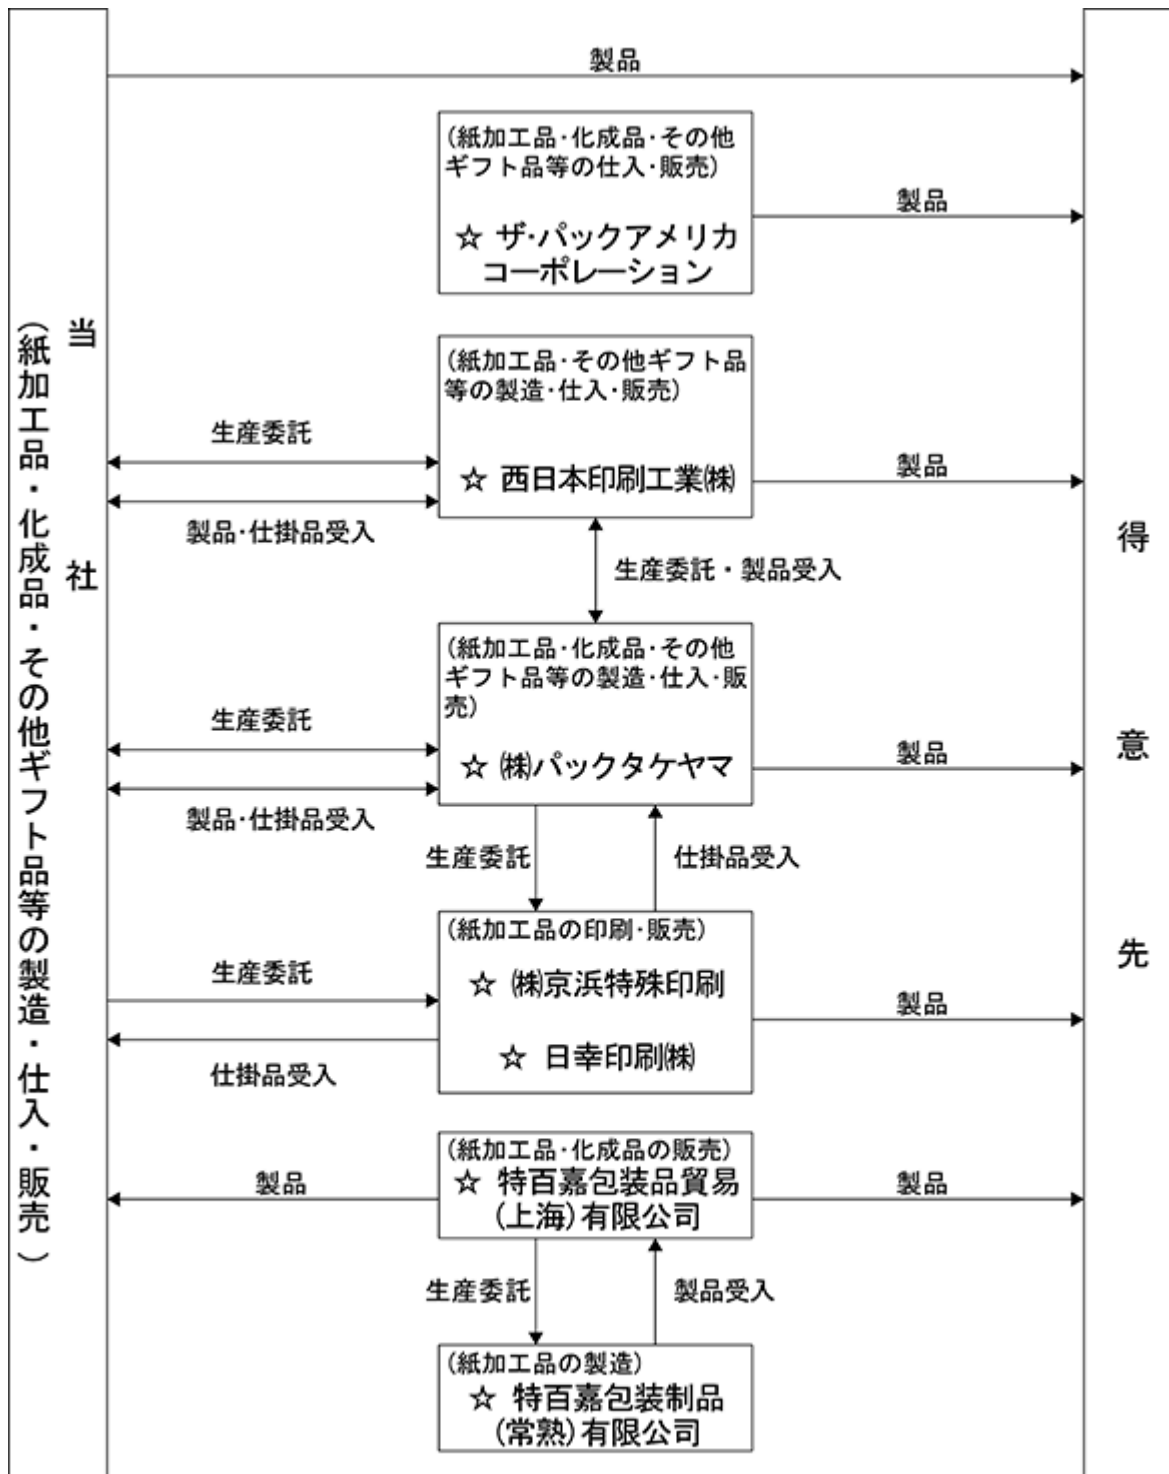 製品
(紙加工品・化成品・その他
ギフト品等の仕入・販売)
☆ ザ・パックアメリカ
コーポレーション
製品
当社
(紙加工品・化成品・その他ギフト品等の製造・仕入・販売)
(紙加工品・その他ギフト品
等の製造・仕入・販売)
☆ 西日本印刷工業㈱
生産委託
製品・仕掛品受入
製品
得意先
生産委託・製品受入
(紙加工品・化成品・その他
ギフト品等の製造・仕入・販
売)
☆ ㈱パックタケヤマ
生産委託
製品・仕掛品受入
製品
生産委託
仕掛品受入
(紙加工品の印刷・販売)
☆ ㈱京浜特殊印刷
☆ 日幸印刷㈱
生産委託
仕掛品受入
製品
(紙加工品・化成品の販売)
☆ 特百嘉包装品貿易
(上海)有限公司
製品
製品
生産委託
製品受入
(紙加工品の製造)
☆ 特百嘉包装制品
(常熟)有限公司